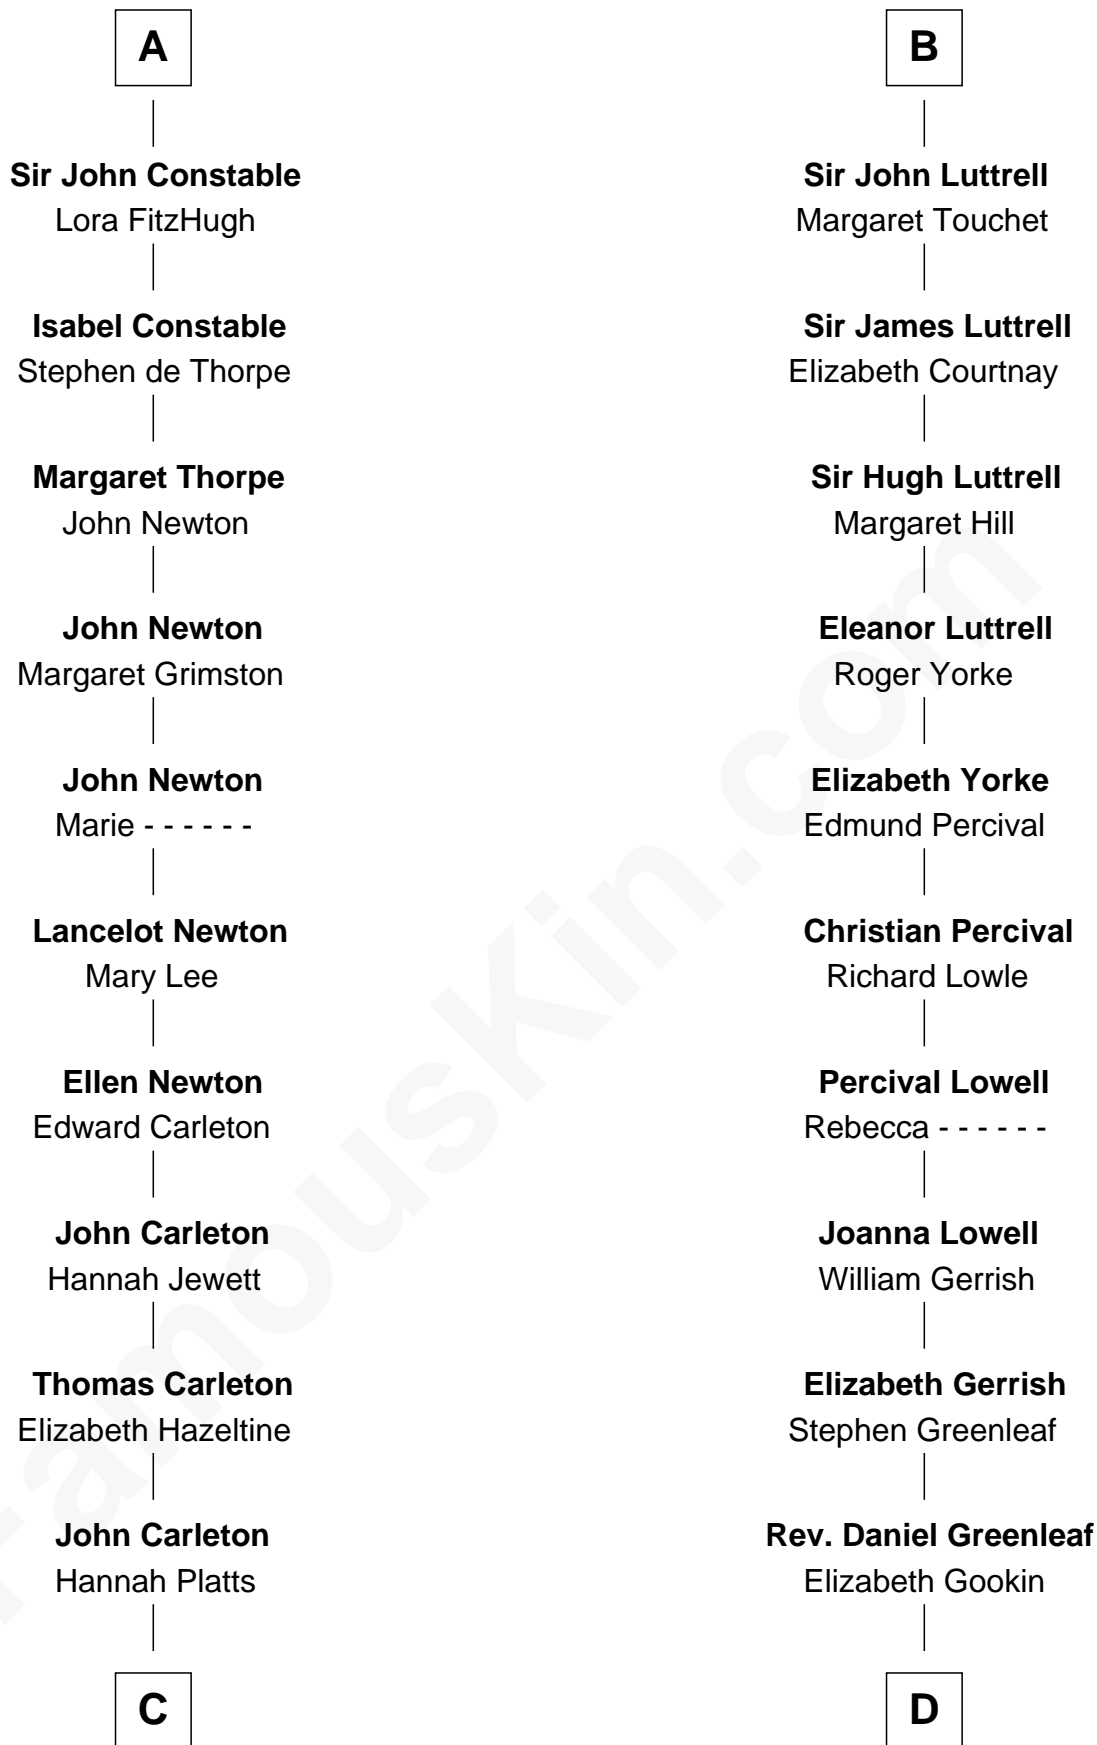 A
Sir John Constable
Lora FitzHugh
Isabel Constable
Stephen de Thorpe
Margaret Thorpe
John Newton
John Newton
Margaret Grimston
John Newton
Marie - - - - - -
Lancelot Newton
Mary Lee
Ellen Newton
Edward Carleton
John Carleton
Hannah Jewett
Thomas Carleton
Elizabeth Hazeltine
John Carleton
Hannah Platts
C
B
Sir John Luttrell
Margaret Touchet
Sir James Luttrell
Elizabeth Courtnay
Sir Hugh Luttrell
Margaret Hill
Eleanor Luttrell
Roger Yorke
Elizabeth Yorke
Edmund Percival
Christian Percival
Richard Lowle
Percival Lowell
Rebecca - - - - - -
Joanna Lowell
William Gerrish
Elizabeth Gerrish
Stephen Greenleaf
Rev. Daniel Greenleaf
Elizabeth Gookin
D
FamousKin.com